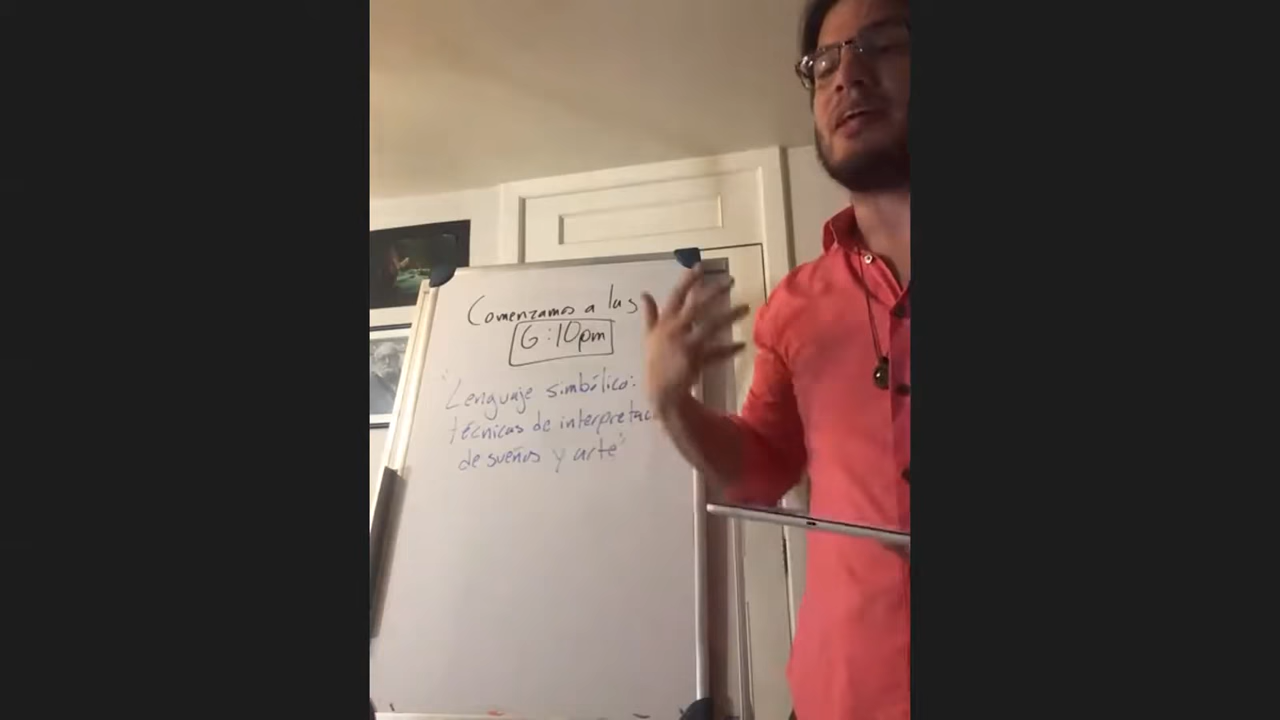 Comenzamos a las
6:10pm
"Lenguaje simbólico:
técnicas de interpretac
de sueños y arte"